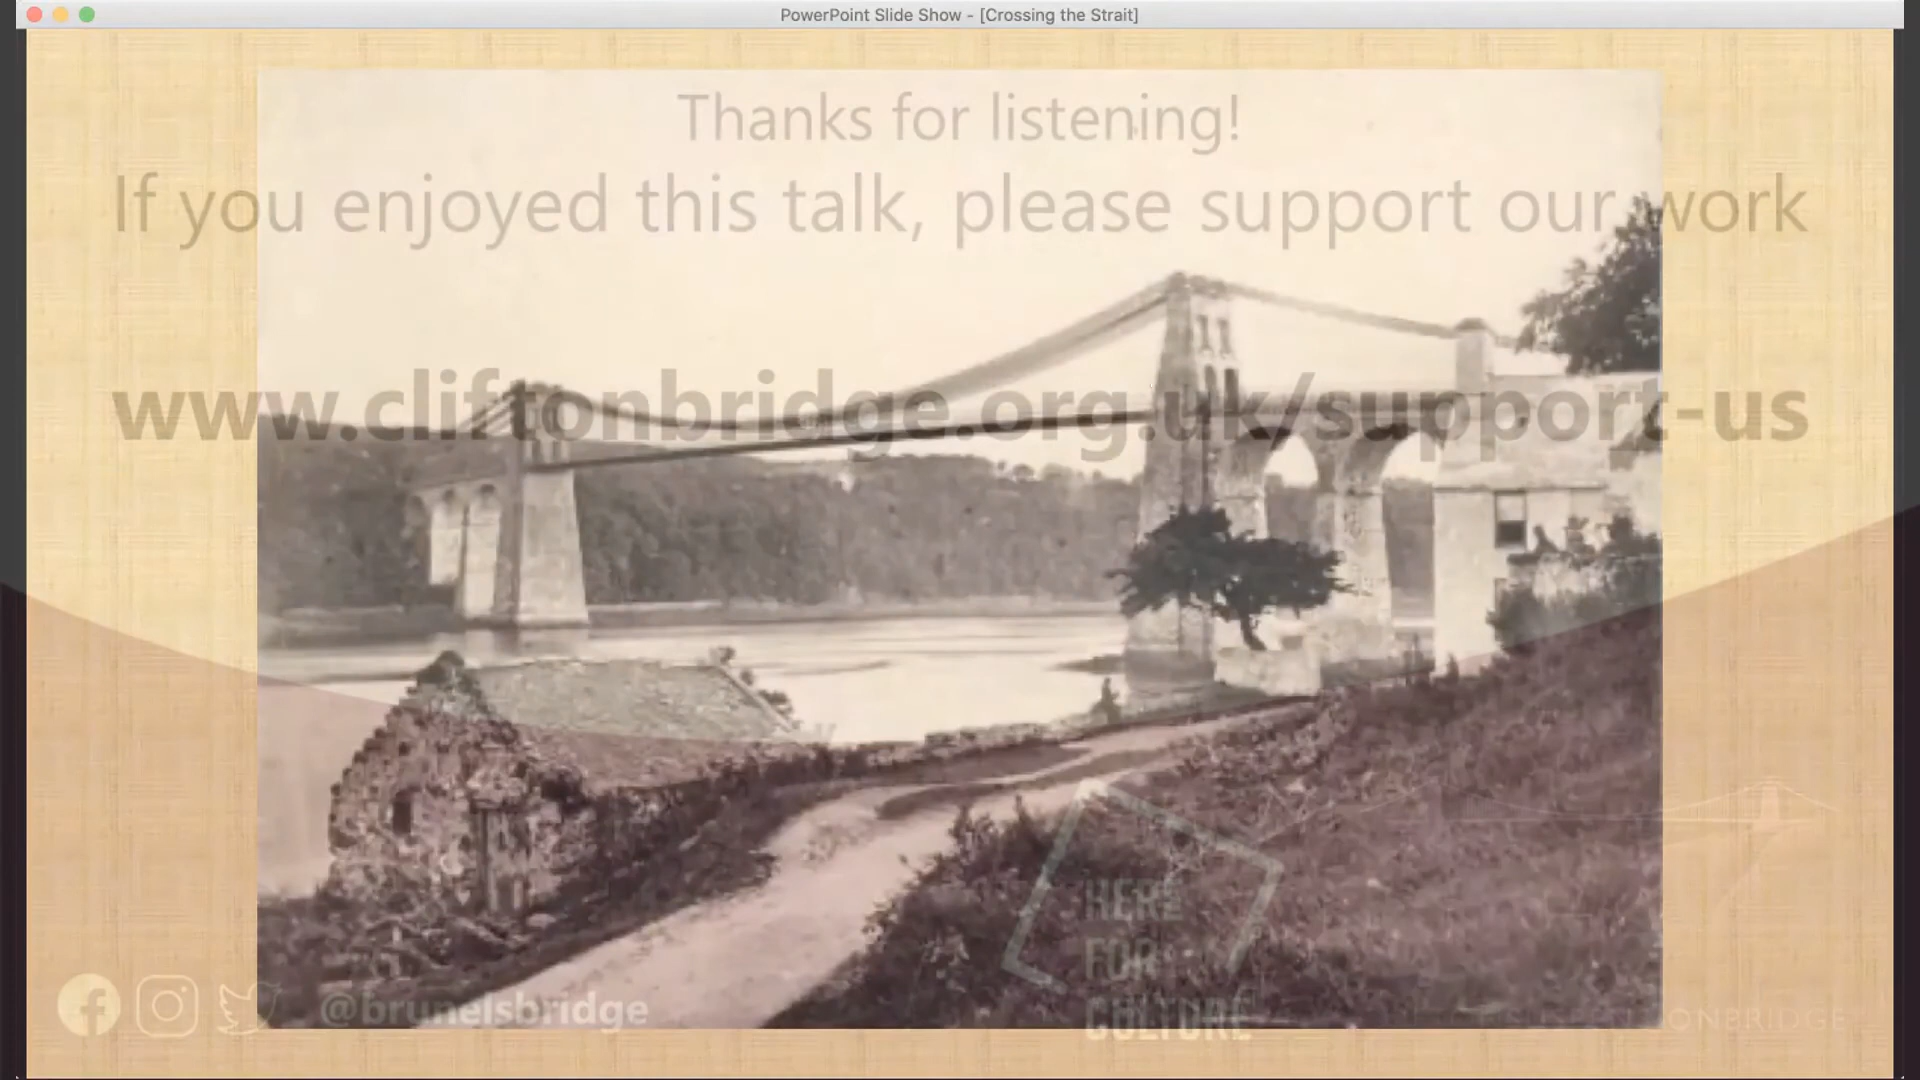 PowerPoint Slide Show - [Crossing the Strait]
Thanks for listening!
If you enjoyed this talk, please support our work
www.cliftonbridge.org.uk/support-us
HERE
FOR
CULTURE
@brunelsbridge